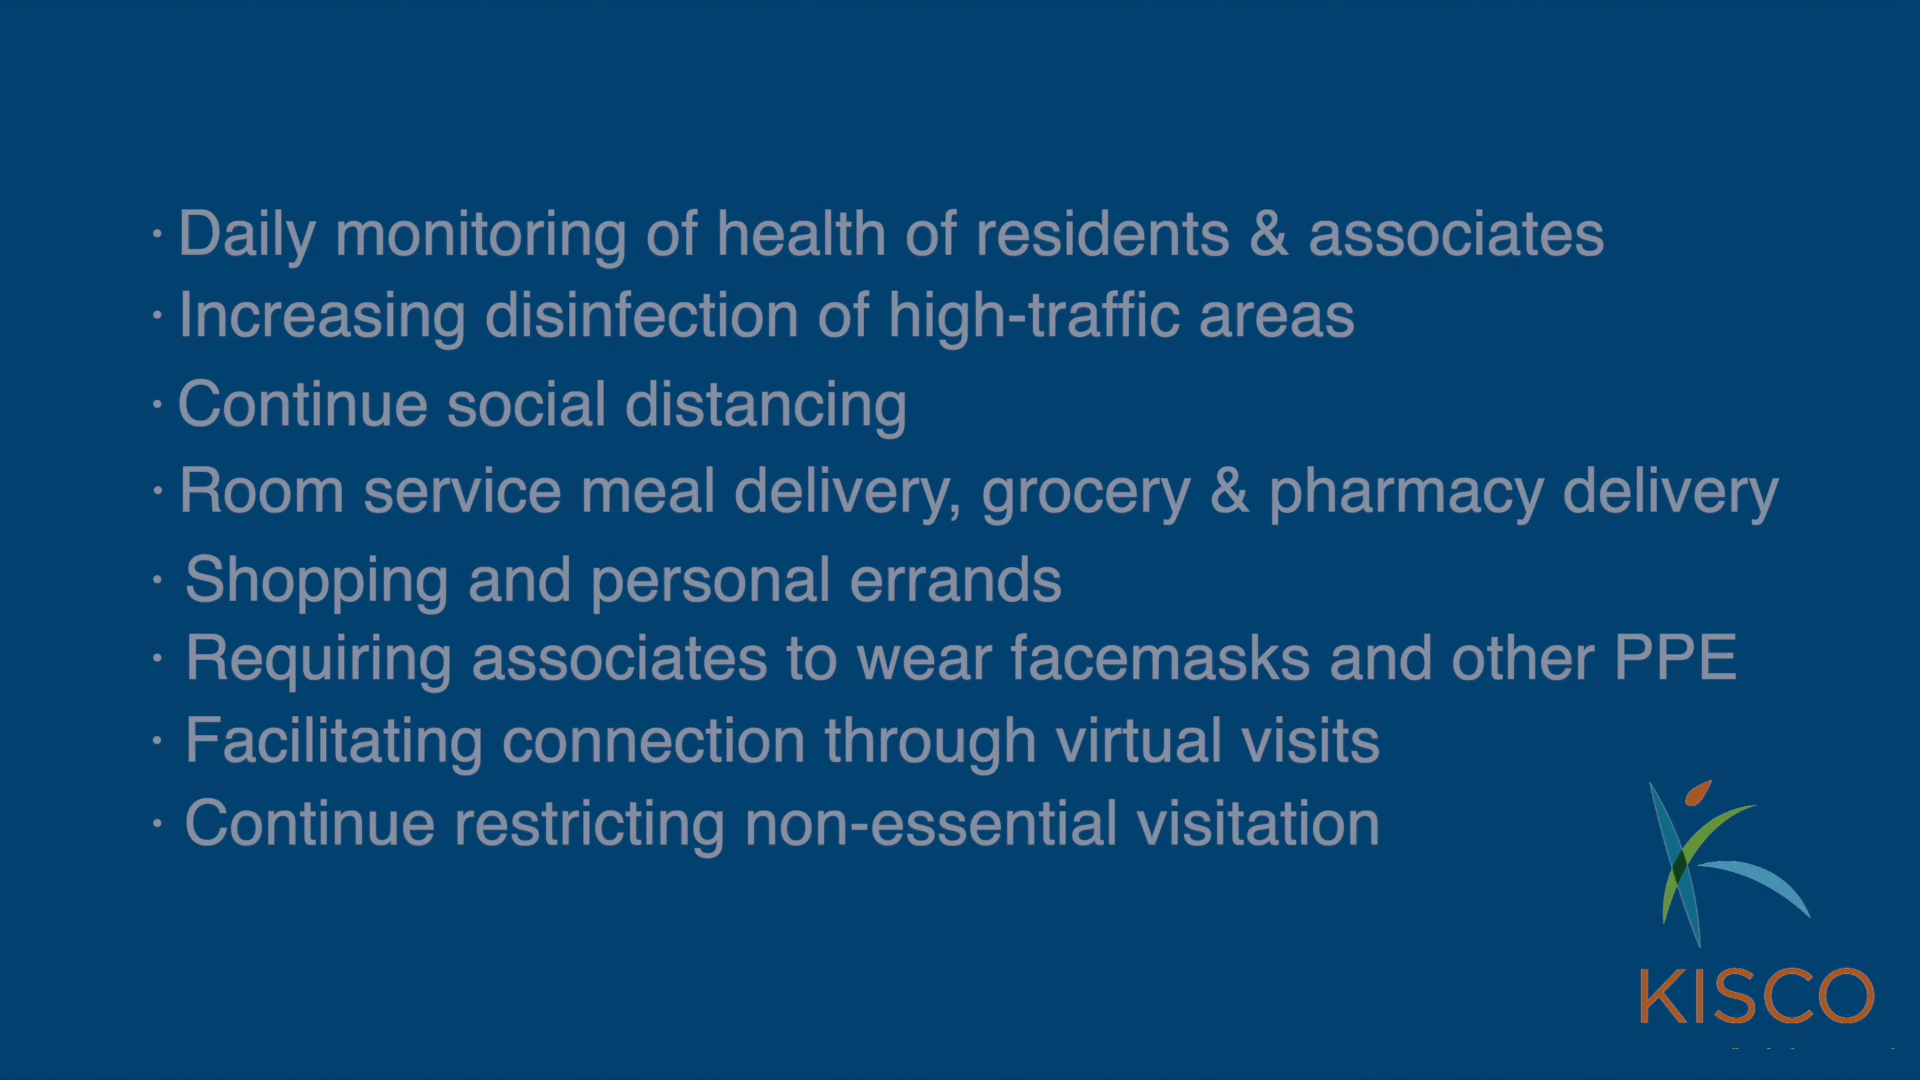 · Daily monitoring of health of residents & associates
· Increasing disinfection of high-traffic areas
· Continue social distancing
· Room service meal delivery, grocery & pharmacy delivery
· Shopping and personal errands
· Requiring associates to wear facemasks and other PPE
· Facilitating connection through virtual visits
· Continue restricting non-essential visitation
KISCO